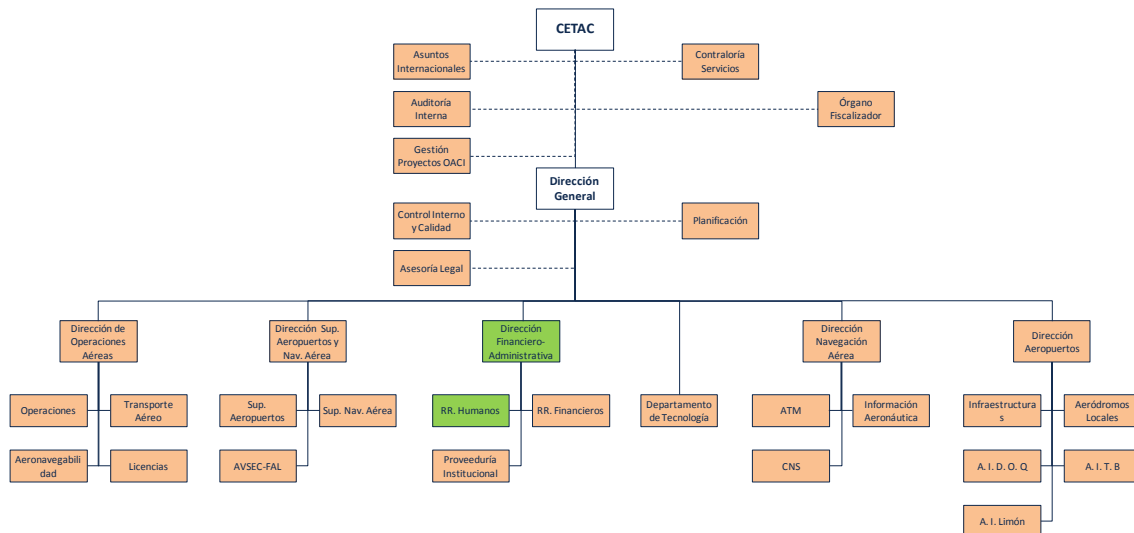 CETAC
Asuntos
Internacionales
Contraloría
Servicios
Auditoría
Interna
Órgano
Fiscalizador
Gestión
Proyectos OACI
Dirección
General
Control Interno
y Calidad
Planificación
Asesoría Legal
Dirección de
Operaciones
Aéreas
Dirección Sup.
Aeropuertos y
Nav. Aérea
Dirección
Financiero-
Administrativa
Dirección
Navegación
Aérea
Dirección
Aeropuertos
Operaciones
Transporte
Aéreo
Sup.
Aeropuertos
Sup. Nav. Aérea
RR. Humanos
RR. Financieros
Departamento
de Tecnología
ATM
Información
Aeronáutica
Infraestructura
s
Aeródromos
Locales
Aeronavegabili
dad
Licencias
AVSEC-FAL
Proveeduría
Institucional
CNS
A. I. D. O. Q
A. I. T. B
A. I. Limón